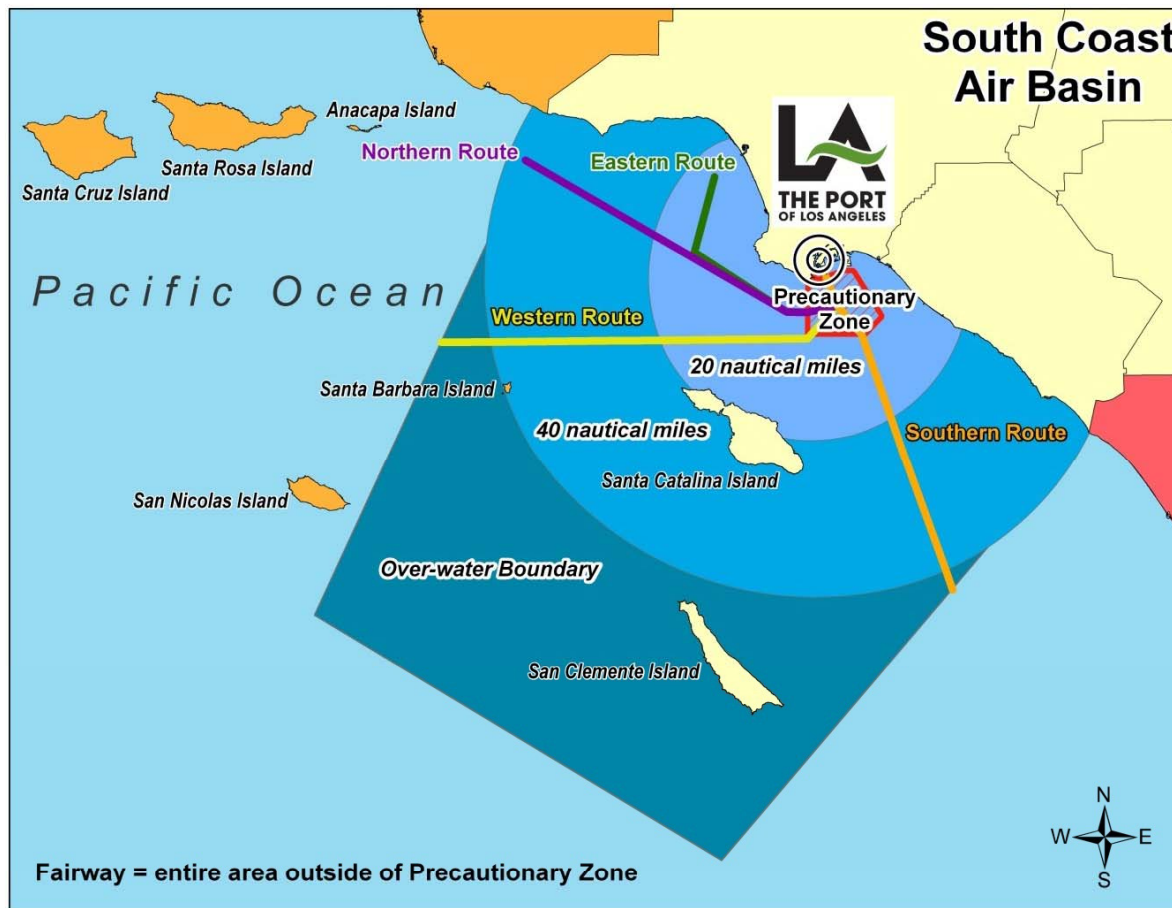 South Coast
Air Basin
Anacapa Island
Northern Route
Eastern Route
LA
THE PORT
OF LOS ANGELES
Santa Rosa Island
Santa Cruz Island
Pacific Ocean
Precautionary
Zone
Western Route
20 nautical miles
Santa Barbara Island
40 nautical miles
Southern Route
Santa Catalina Island
San Nicolas Island
Over-water Boundary
San Clemente Island
N
W
E
S
Fairway = entire area outside of Precautionary Zone